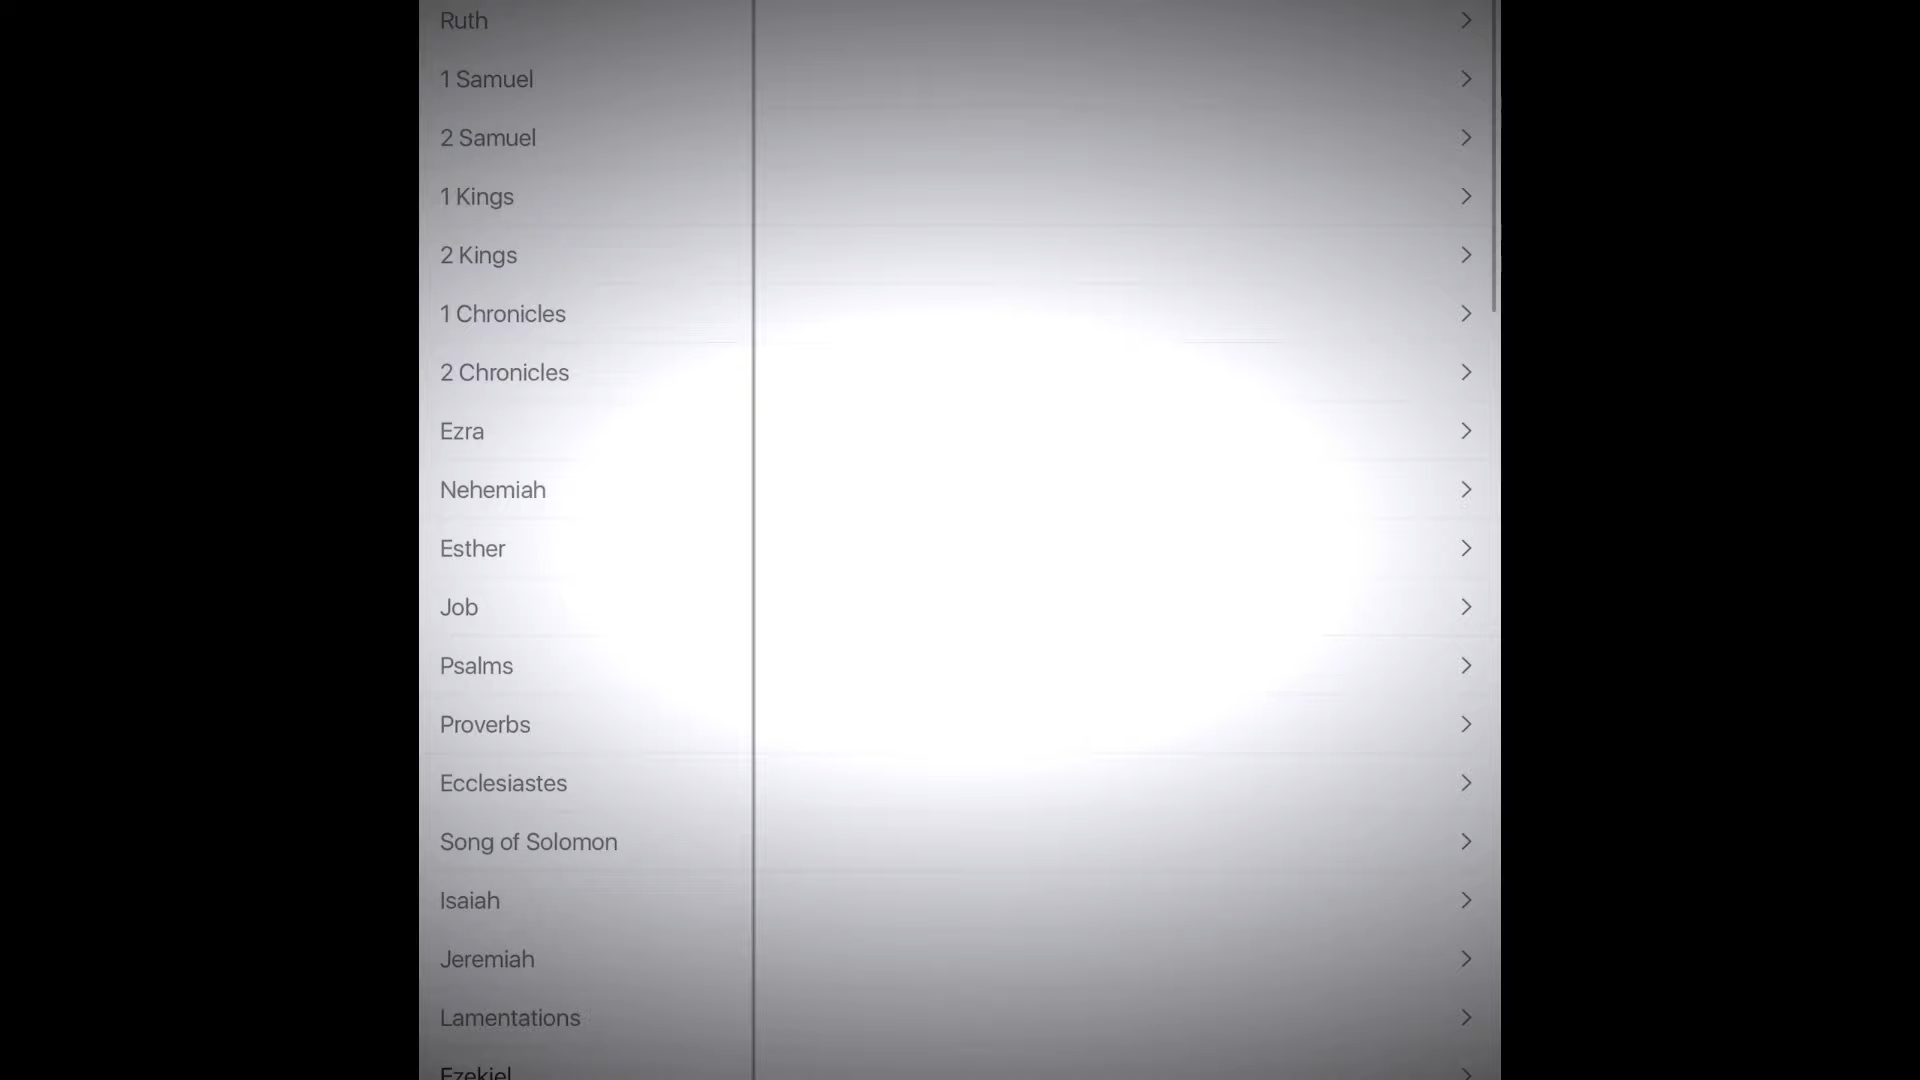 Ruth
1 Samuel
2 Samuel
1 Kings
2 Kings
1 Chronicles
2 Chronicles
Ezra
Nehemiah
Esther
Job
Psalms
Proverbs
Ecclesiastes
Song of Solomon
Isaiah
Jeremiah
Lamentations
Ezekiel